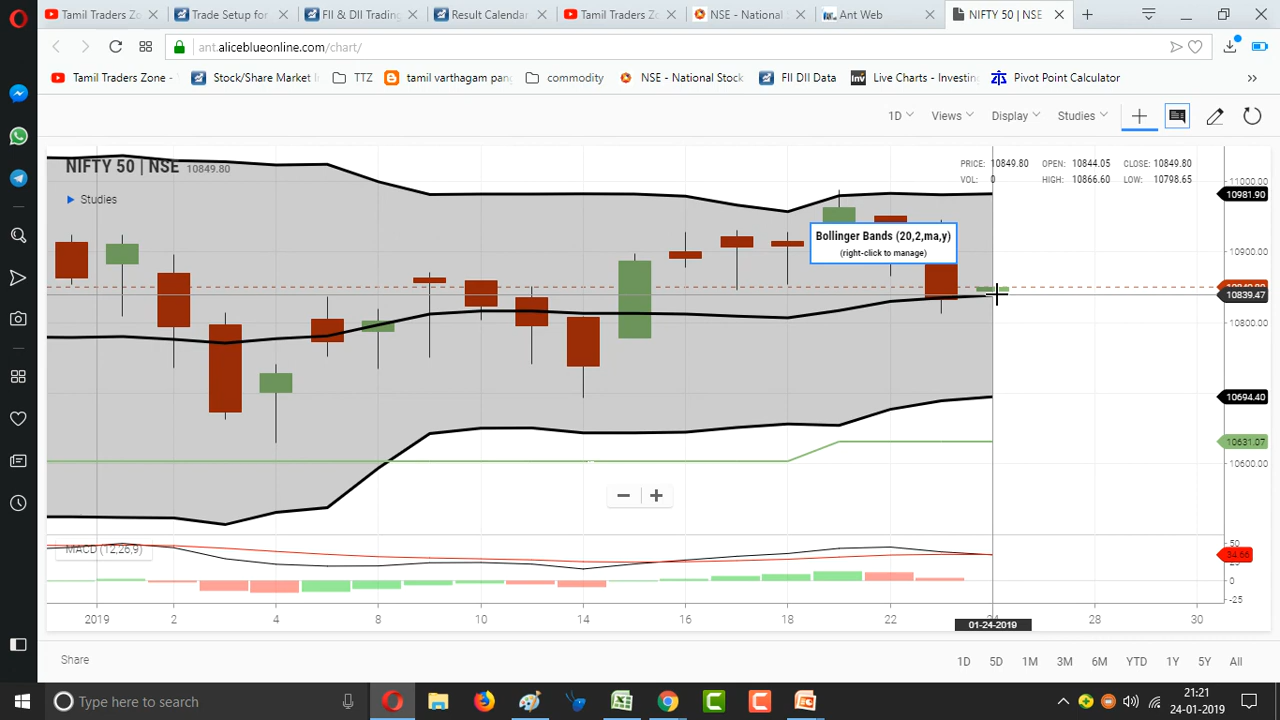 Tamil Traders Zo
Trade Setup for
FII & DII Trading
Result Calendar
Tamil Traders Zo
NSE - National S
Ant Web
NIFTY 50 | NSE
ant.aliceblueonline.com/chart/
Tamil Traders Zone -
Stock/Share Market I
TTZ
tamil varthagam pang
commodity
NSE - National Stock
FII DII Data
Live Charts - Investing
Pivot Point Calculator
1D
Views
Display
Studies
NIFTY 50 | NSE 10849.80
PRICE: 10849.80 OPEN: 10844.05 CLOSE: 10849.80
VOL: 0 HIGH: 10866.60 LOW: 10798.65
Studies
11000.00
10981.90
Bollinger Bands (20,2,ma,y)
(right-click to manage)
10900.00
10839.47
10800.00
10694.40
10631.07
10600.00
MACD (12,26,9)
50
34.66
0
-25
2019 2 4 6 8 10 14 16 18 22 28 30
01-24-2019
Share
1D 5D 1M 3M 6M YTD 1Y 5Y All
Type here to search
21:21
24-01-2019